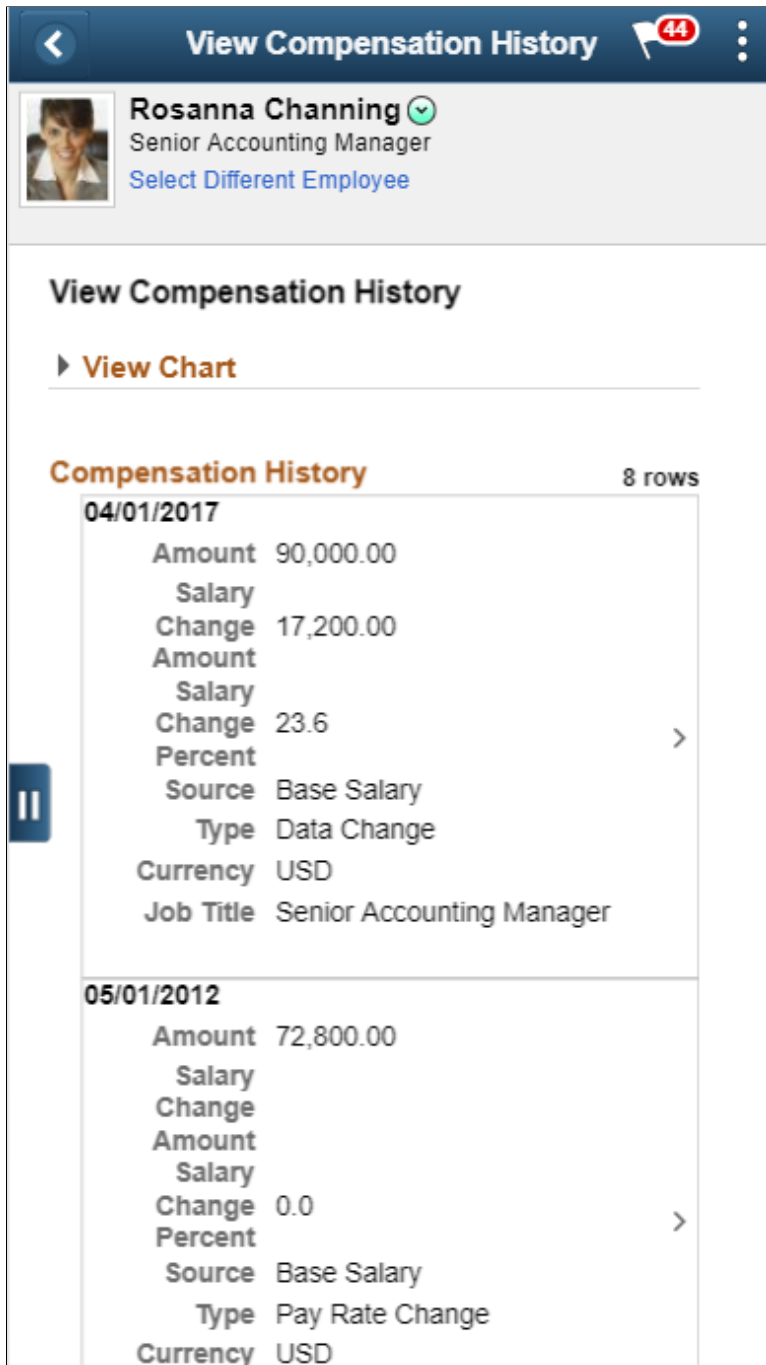 View Compensation History
44
Rosanna Channing
Senior Accounting Manager
Select Different Employee
View Compensation History
View Chart
Compensation History 8 rows
04/01/2017
Amount 90,000.00
Salary
Change 17,200.00
Amount
Salary
Change 23.6
Percent
Source Base Salary
Type Data Change
Currency USD
Job Title Senior Accounting Manager
05/01/2012
Amount 72,800.00
Salary
Change
Amount
Salary
Change 0.0
Percent
Source Base Salary
Type Pay Rate Change
Currency USD